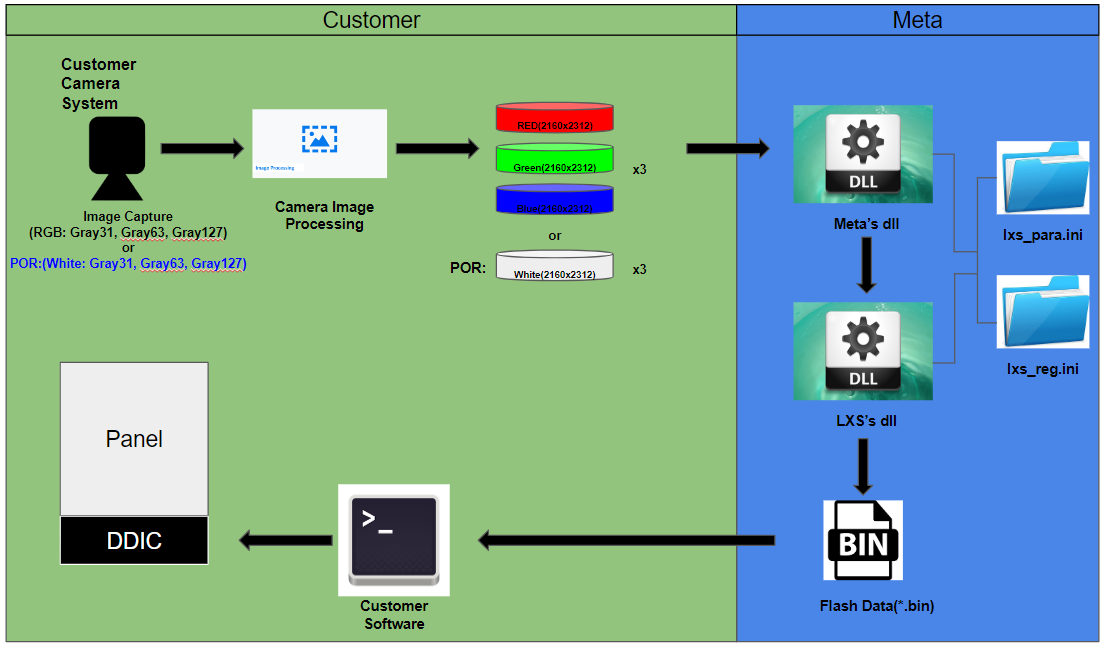 Customer
Meta
Customer
Camera
System
Image Capture
(RGB: Gray31, Gray63, Gray127)
or
POR:(White: Gray31, Gray63, Gray127)
Image Processing
Camera Image
Processing
RED(2160x2312)
Green(2160x2312)
Blue(2160x2312)
x3
or
POR:
White(2160x2312)
x3
DLL
Meta's dll
lxs_para.ini
DLL
LXS's dll
lxs_reg.ini
BIN
Flash Data(*.bin)
>_
Customer
Software
Panel
DDIC